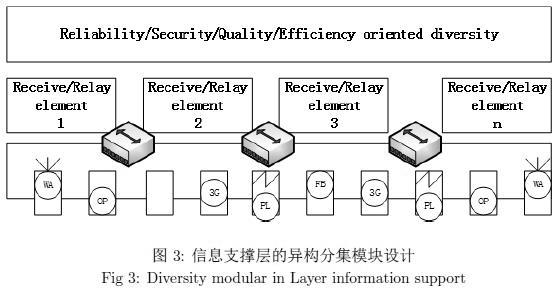 Reliability/Security/Quality/Efficiency oriented diversity
Receive/Relay
element
1
Receive/Relay
element
2
Receive/Relay
element
3
Receive/Relay
element
n
WA
OP
3G
PL
FB
3G
PL
OP
WA
图 3: 信息支撑层的异构分集模块设计
Fig 3: Diversity modular in Layer information support